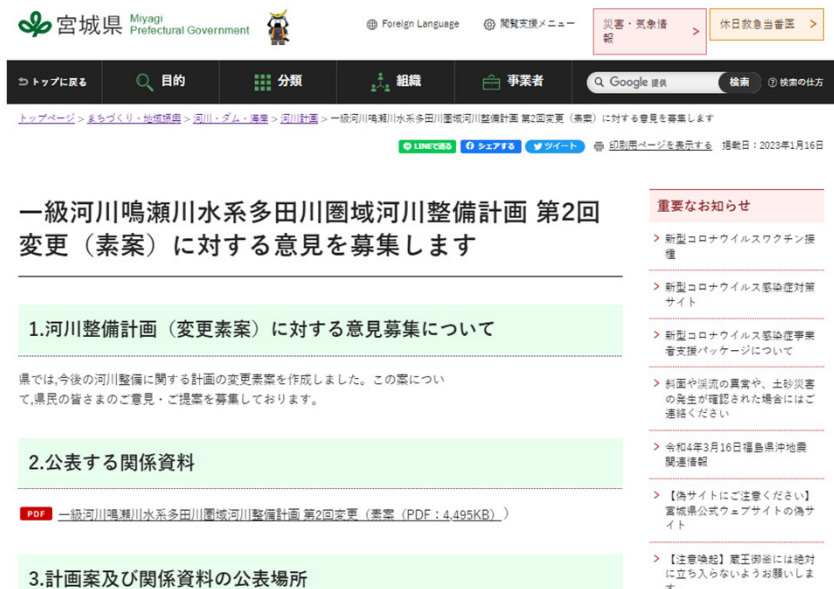 宮城県 Miyagi Prefectural Government
Foreign Language
閲覧支援メニュー
災害・気象情報
休日救急当番医
トップに戻る
目的
分類
組織
事業者
Google 提供
検索
検索の仕方
トップページ > まちづくり・地域振興 > 河川・ダム・海岸 > 河川計画 > 一級河川鳴瀬川水系多田川圏域河川整備計画 第2回変更（素案）に対する意見を募集します
LINEで送る
シェアする
ツイート
印刷用ページを表示する
掲載日：2023年1月16日
一級河川鳴瀬川水系多田川圏域河川整備計画 第2回
変更（素案）に対する意見を募集します
1.河川整備計画（変更素案）に対する意見募集について
県では,今後の河川整備に関する計画の変更素案を作成しました。この案につい
て,県民の皆さまのご意見・ご提案を募集しております。
2.公表する関係資料
PDF 一級河川鳴瀬川水系多田川圏域河川整備計画 第2回変更（素案（PDF：4,495KB））
3.計画案及び関係資料の公表場所
重要なお知らせ
新型コロナウイルスワクチン接
種
新型コロナウイルス感染症対策
サイト
新型コロナウイルス感染症事業
者支援パッケージについて
斜面や渓流の異常や、土砂災害
の発生が確認された場合にはご
連絡ください
令和4年3月16日福島県沖地震
関連情報
【偽サイトにご注意ください】
宮城県公式ウェブサイトの偽サ
イト
【注意喚起】蔵王御釜には絶対
に立ち入らないようお願いしま
す